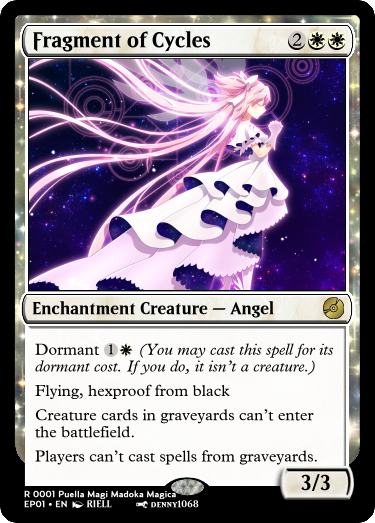 Fragment of Cycles 2
Enchantment Creature — Angel
Dormant 1 (You may cast this spell for its
dormant cost. If you do, it isn't a creature.)
Flying, hexproof from black
Creature cards in graveyards can't enter
the battlefield.
Players can't cast spells from graveyards.
3/3
R 0001 Puella Magi Madoka Magica
EP01 • EN RIELL DENNY1068